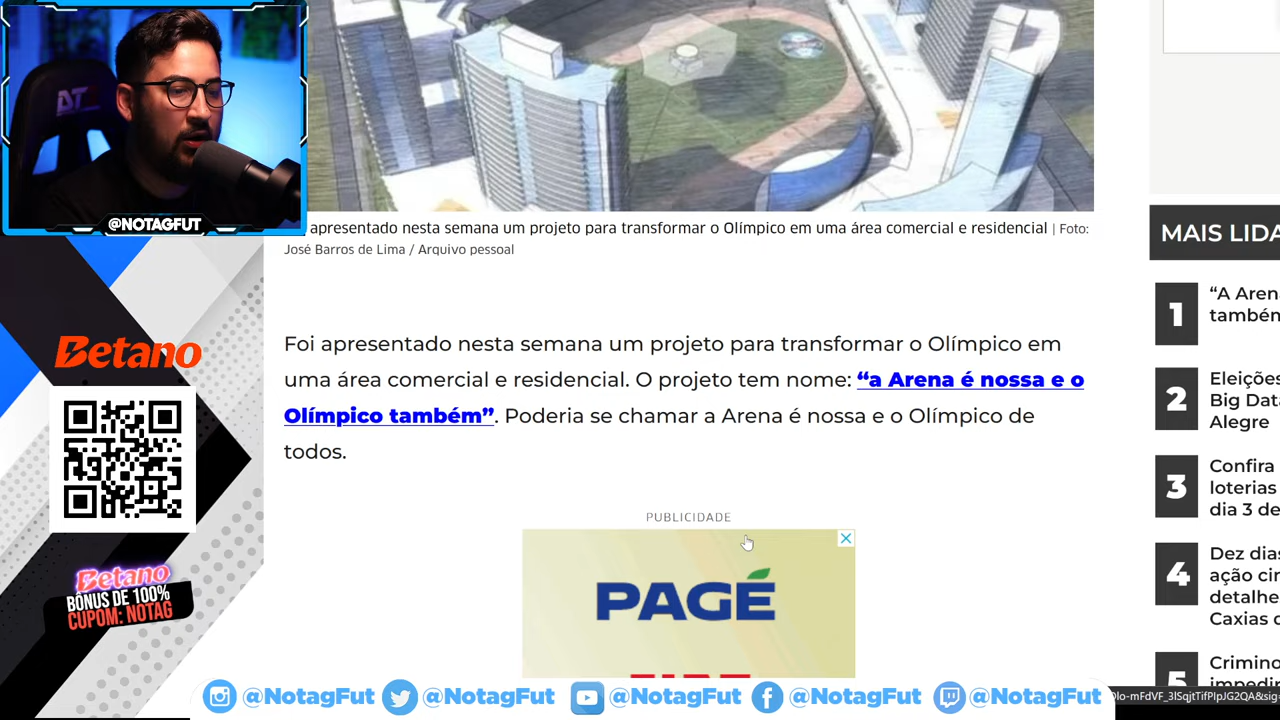 @NOTAGFUT
apresentado nesta semana um projeto para transformar o Olímpico em uma área comercial e residencial | Foto:
José Barros de Lima / Arquivo pessoal
Foi apresentado nesta semana um projeto para transformar o Olímpico em
uma área comercial e residencial. O projeto tem nome: “a Arena é nossa e o
Olímpico também”. Poderia se chamar a Arena é nossa e o Olímpico de
todos.
PUBLICIDADE
PAGÉ
Betano
Betano
BÔNUS DE 100%
CUPOM: NOTAG
MAIS LIDA
1
“A Aren
também
2
Eleições
Big Data
Alegre
3
Confira
loterias
dia 3 de
4
Dez dias
ação cin
detalhe
Caxias d
5
Crimino
@NotagFut @NotagFut @NotagFut @NotagFut @NotagFut